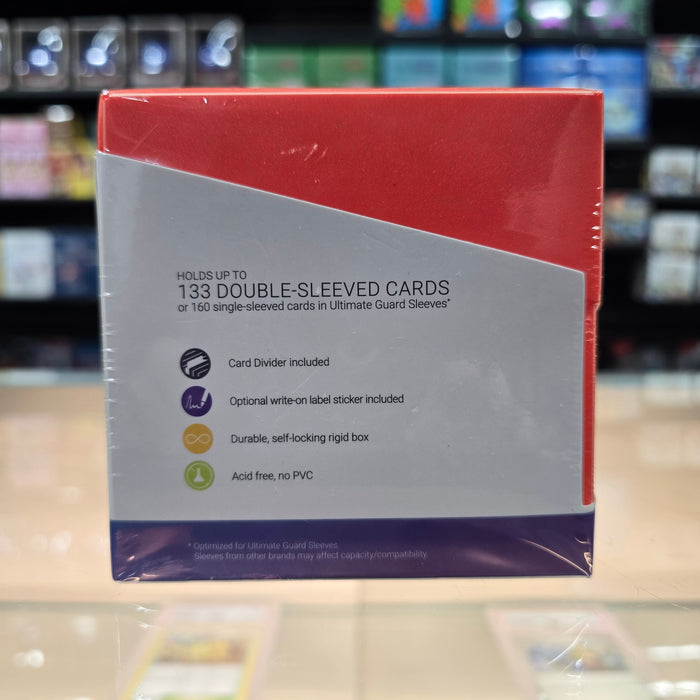 HOLDS UP TO
133 DOUBLE-SLEEVED CARDS
or 160 single-sleeved cards in Ultimate Guard Sleeves*
Card Divider included
Optional write-on label sticker included
Durable, self-locking rigid box
Acid free, no PVC
* Optimized for Ultimate Guard Sleeves.
Sleeves from other brands may affect capacity/compatibility.